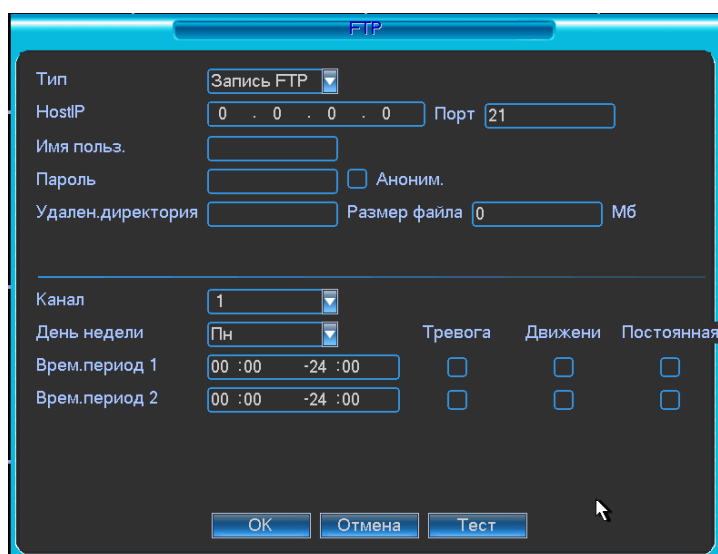 FTP
Тип Запись FTP
HostIP 0 . 0 . 0 . 0 Порт 21
Имя польз.
Пароль Аноним.
Удален.директория Размер файла 0 Мб
Канал 1
День недели Пн Тревога Движени Постоянная
Врем.период 1 00 :00 -24 :00
Врем.период 2 00 :00 -24 :00
OK Отмена Тест